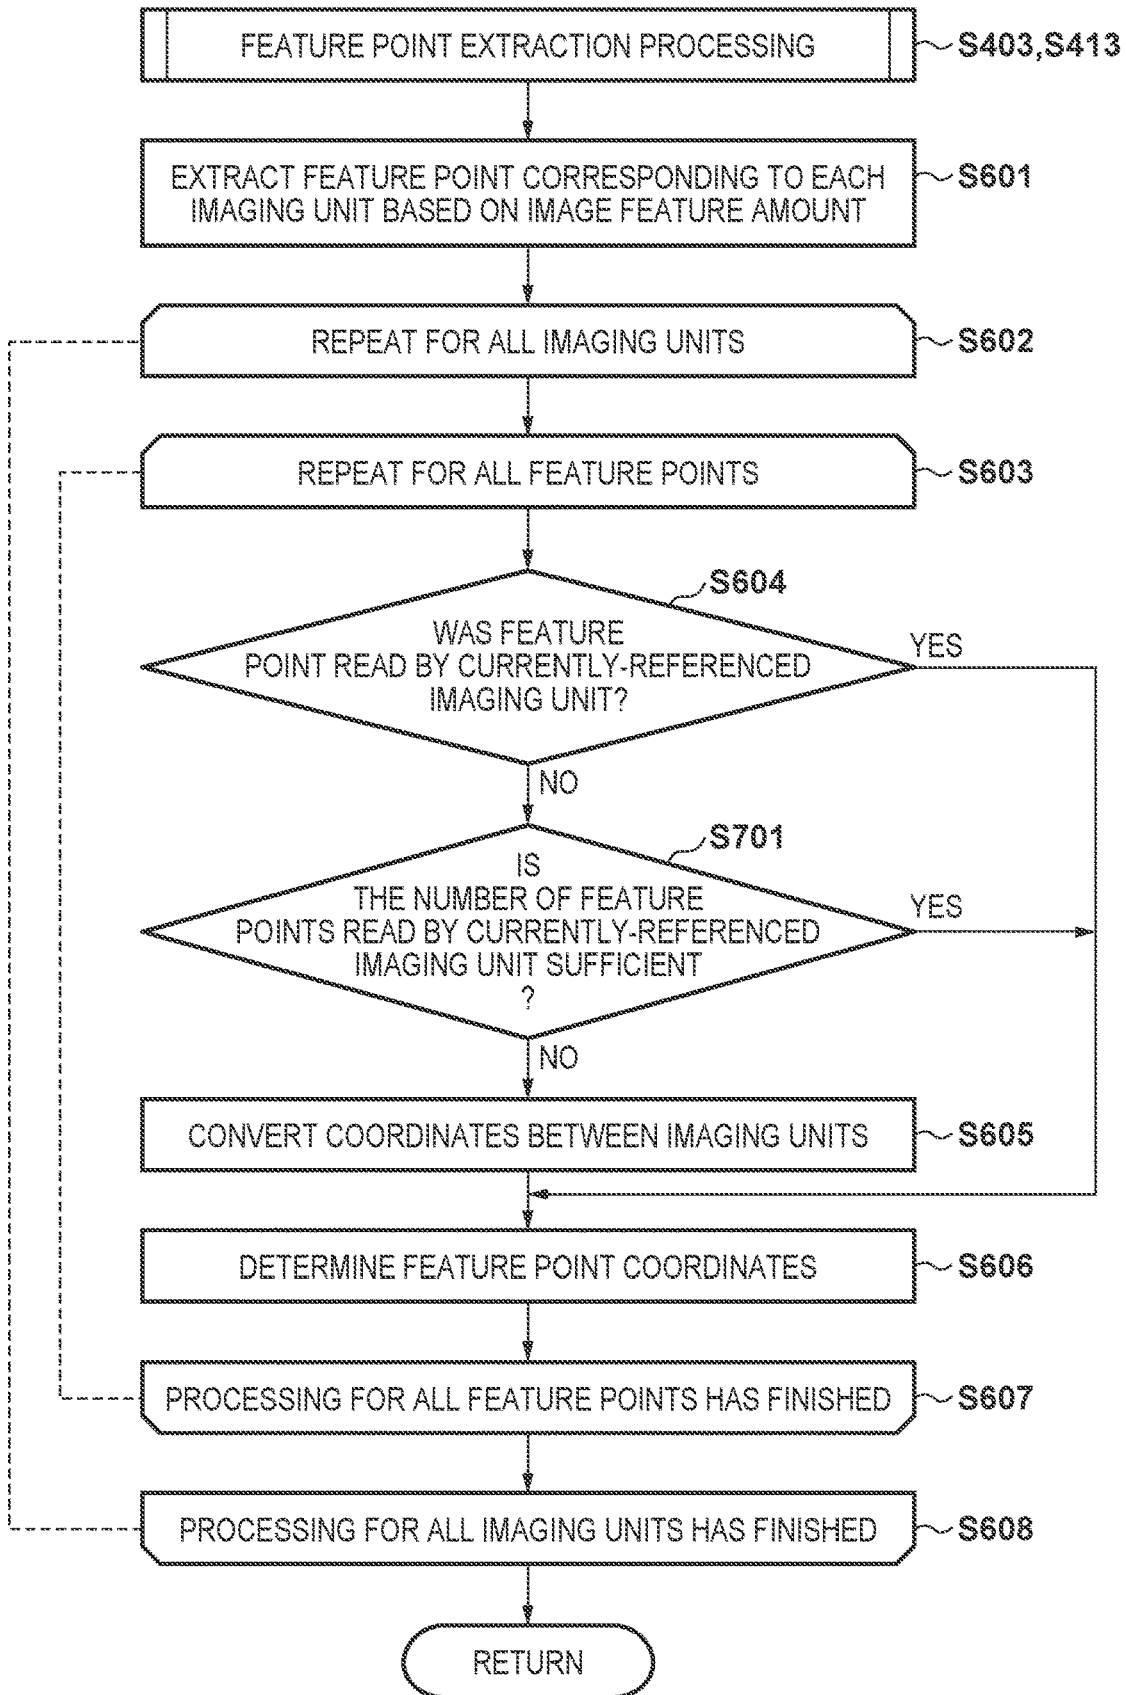 FEATURE POINT EXTRACTION PROCESSING
S403,S413
EXTRACT FEATURE POINT CORRESPONDING TO EACH
IMAGING UNIT BASED ON IMAGE FEATURE AMOUNT
S601
REPEAT FOR ALL IMAGING UNITS
S602
REPEAT FOR ALL FEATURE POINTS
S603
S604
WAS FEATURE
POINT READ BY CURRENTLY-REFERENCED
IMAGING UNIT?
YES
NO
S701
IS
THE NUMBER OF FEATURE
POINTS READ BY CURRENTLY-REFERENCED
IMAGING UNIT SUFFICIENT
?
YES
NO
CONVERT COORDINATES BETWEEN IMAGING UNITS
S605
DETERMINE FEATURE POINT COORDINATES
S606
PROCESSING FOR ALL FEATURE POINTS HAS FINISHED
S607
PROCESSING FOR ALL IMAGING UNITS HAS FINISHED
S608
RETURN